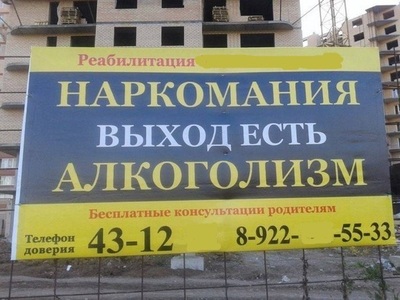 Реабилитация
НАРКОМАНИЯ
ВЫХОД ЕСТЬ
АЛКОГОЛИЗМ
Бесплатные консультации родителям
Телефон доверия 43-12 8-922- -55-33